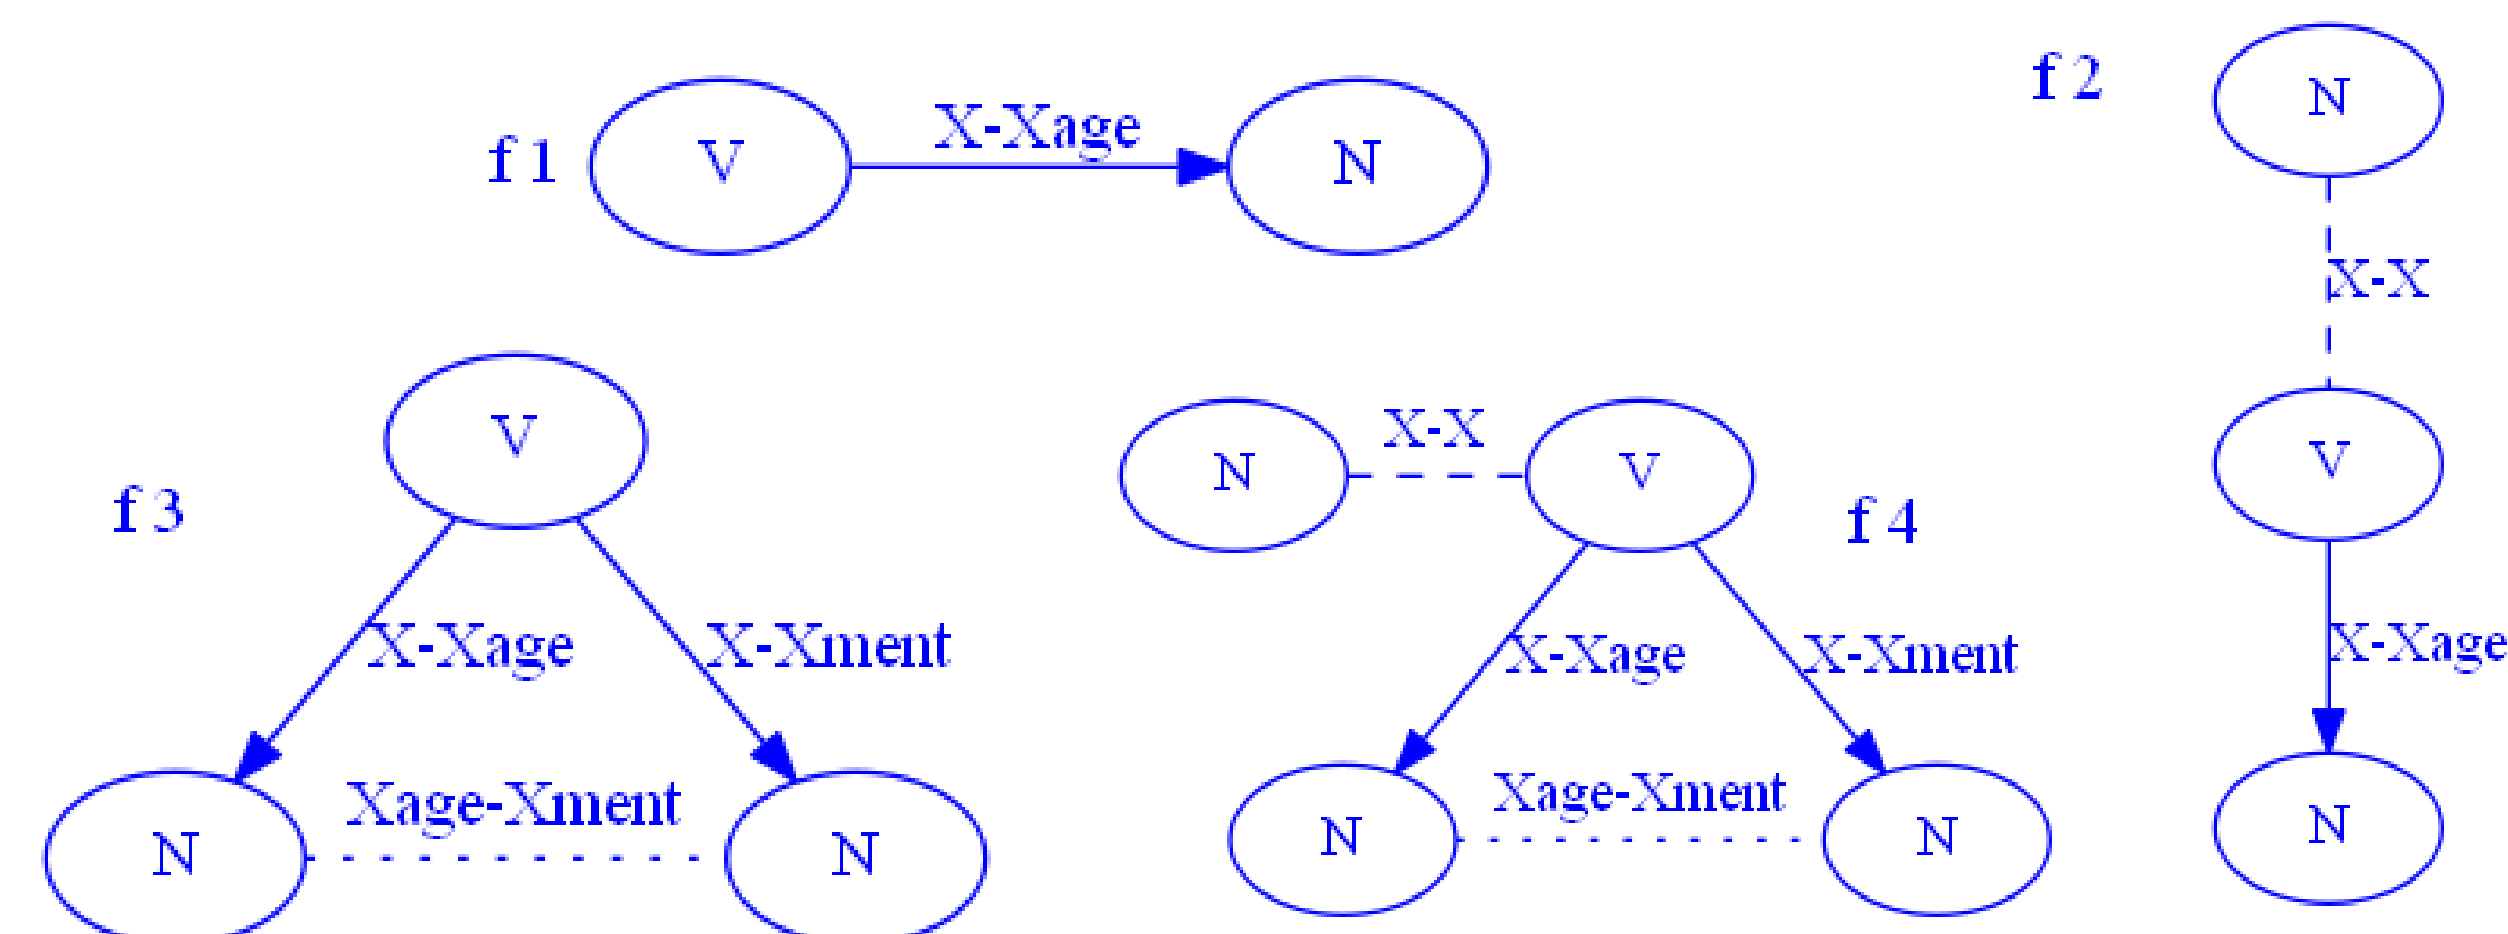 f 1
V
X-Xage
N
f 2
N
X-X
V
X-Xage
N
f 3
V
X-Xage
X-Xment
N
Xage-Xment
N
f 4
N
X-X
V
X-Xage
X-Xment
N
Xage-Xment
N